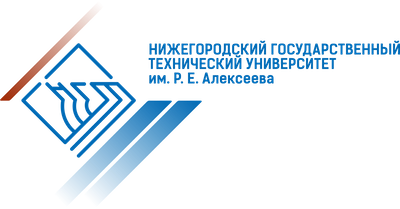 НИЖЕГОРОДСКИЙ ГОСУДАРСТВЕННЫЙ
ТЕХНИЧЕСКИЙ УНИВЕРСИТЕТ
им. Р. Е. Алексеева